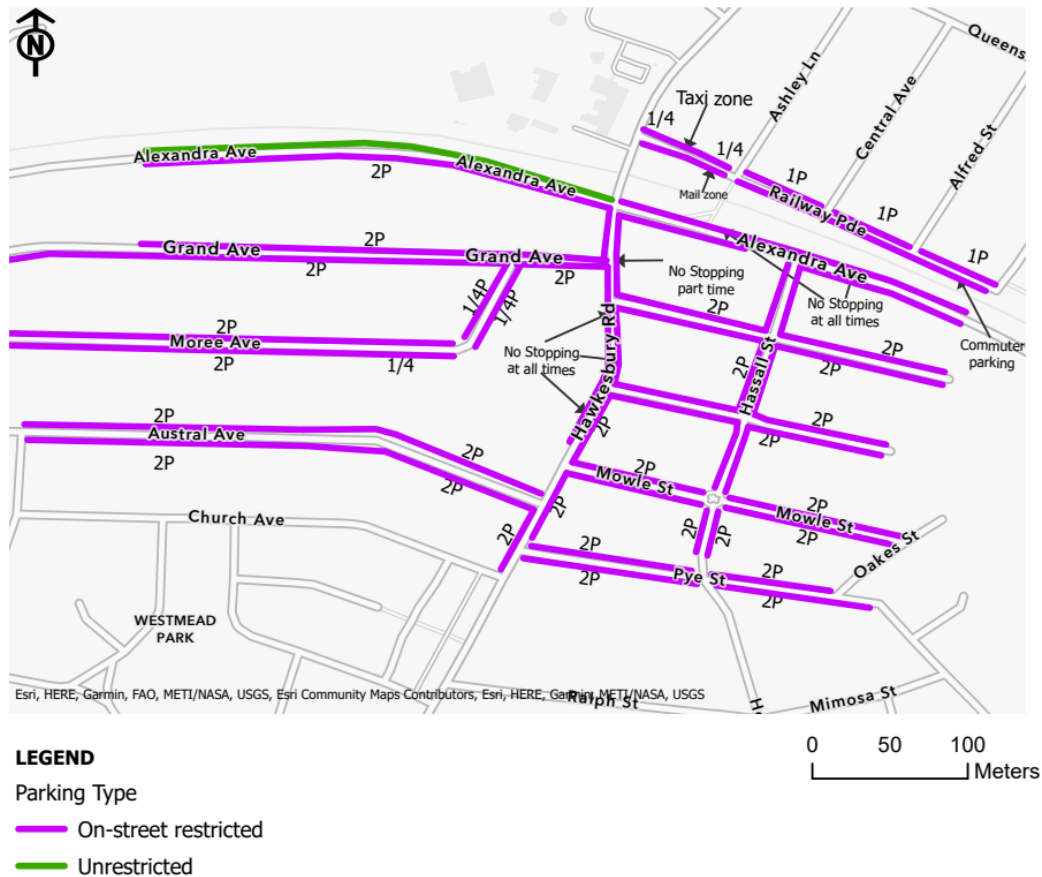 N
Queens
Ashley Ln
Central Ave
Alfred St
Taxi zone
1/4
1/4
1P
Mail zone
Railway Pde
1P
1P
Alexandra Ave
2P
Alexandra Ave
Alexandra Ave
Grand Ave
2P
2P
Grand Ave
2P
No Stopping
part time
No Stopping
at all times
Commuter
parking
1/4P
1/4P
2P
Moree Ave
2P
1/4
No Stopping
at all times
Hawkesbury Rd
2P
2P
Hassall St
2P
2P
2P
2P
2P
2P
Austral Ave
2P
2P
2P
2P
Mowle St
2P
Mowle St
2P
Oakes St
2P
2P
2P
2P
Church Ave
2P
2P
Pye St
2P
2P
WESTMEAD
PARK
Ralph St
Mimosa St
Esri, HERE, Garmin, FAO, METI/NASA, USGS, Esri Community Maps Contributors, Esri, HERE, Garmin, METI/NASA, USGS
LEGEND
Parking Type
On-street restricted
Unrestricted
0 50 100
Meters